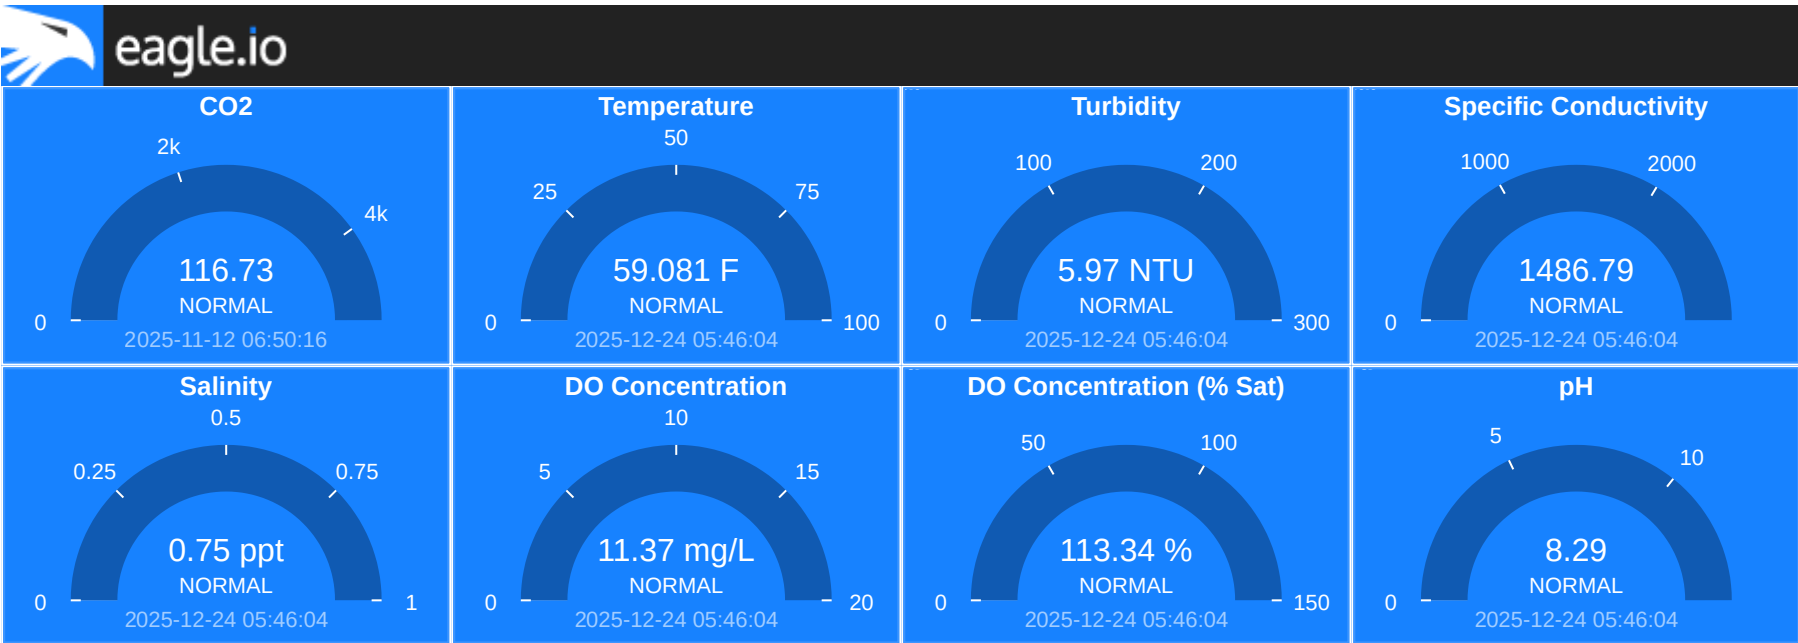 eagle.io
CO2
2k
4k
0
116.73
NORMAL
2025-11-12 06:50:16
Temperature
50
25
75
0
100
59.081 F
NORMAL
2025-12-24 05:46:04
Turbidity
100
200
0
300
5.97 NTU
NORMAL
2025-12-24 05:46:04
Specific Conductivity
1000
2000
0
1486.79
NORMAL
2025-12-24 05:46:04
Salinity
0.5
0.25
0.75
0
1
0.75 ppt
NORMAL
2025-12-24 05:46:04
DO Concentration
10
5
15
0
20
11.37 mg/L
NORMAL
2025-12-24 05:46:04
DO Concentration (% Sat)
50
100
0
150
113.34 %
NORMAL
2025-12-24 05:46:04
pH
5
10
0
8.29
NORMAL
2025-12-24 05:46:04